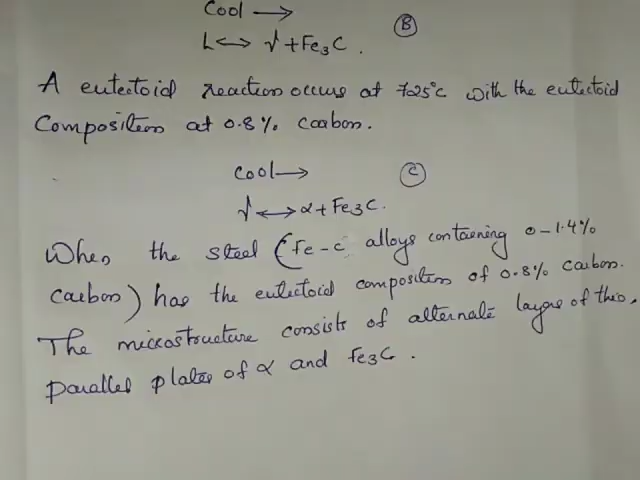 Cool ⟶
L ⟷ γ + Fe₃C. (B)
A eutectoid reaction occurs at 725°c with the eutectoid
Composition at 0.8% carbon.
Cool ⟶ (C)
γ ⟷ α + Fe₃C.
When the steel (Fe-c alloys containing 0-1.4%
carbon) has the eutectoid composition of 0.8% carbon.
The microstructure consists of alternate layers of thin,
parallel plates of α and Fe₃C.